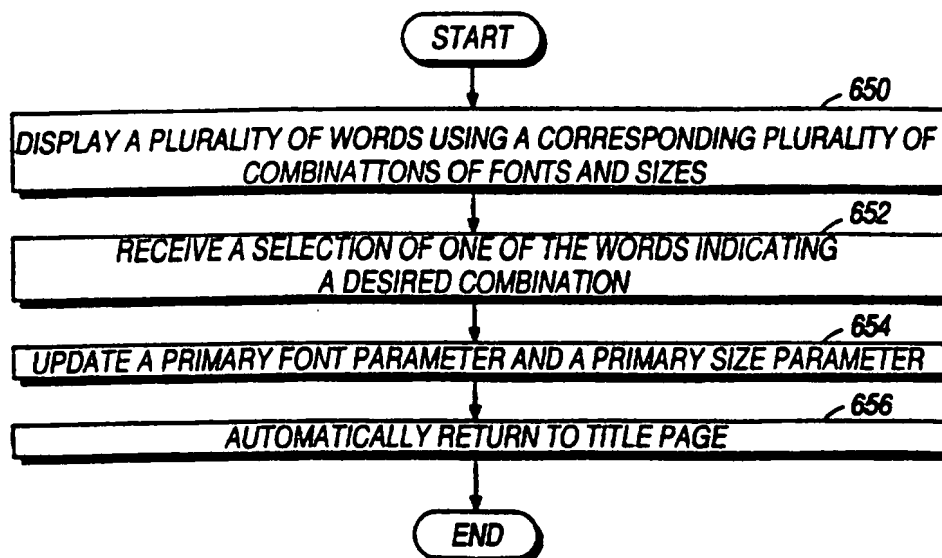 START
650
DISPLAY A PLURALITY OF WORDS USING A CORRESPONDING PLURALITY OF
COMBINATTONS OF FONTS AND SIZES
652
RECEIVE A SELECTION OF ONE OF THE WORDS INDICATING
A DESIRED COMBINATION
654
UPDATE A PRIMARY FONT PARAMETER AND A PRIMARY SIZE PARAMETER
656
AUTOMATICALLY RETURN TO TITLE PAGE
END